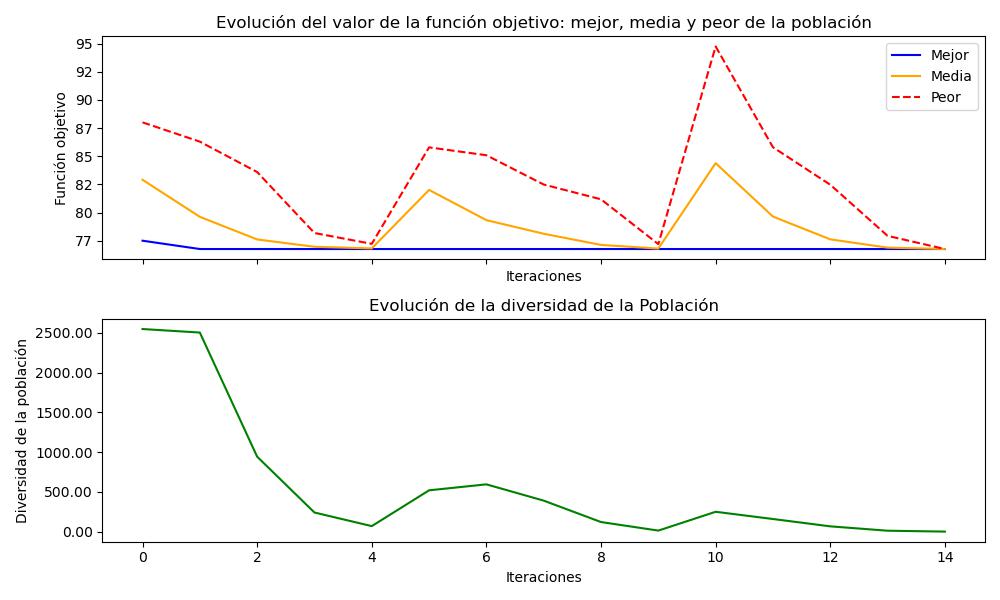 Evolución del valor de la función objetivo: mejor, media y peor de la población
Función objetivo
95
92
90
87
85
82
80
77
Mejor
Media
Peor
Iteraciones
Evolución de la diversidad de la Población
Diversidad de la población
2500.00
2000.00
1500.00
1000.00
500.00
0.00
0 2 4 6 8 10 12 14
Iteraciones